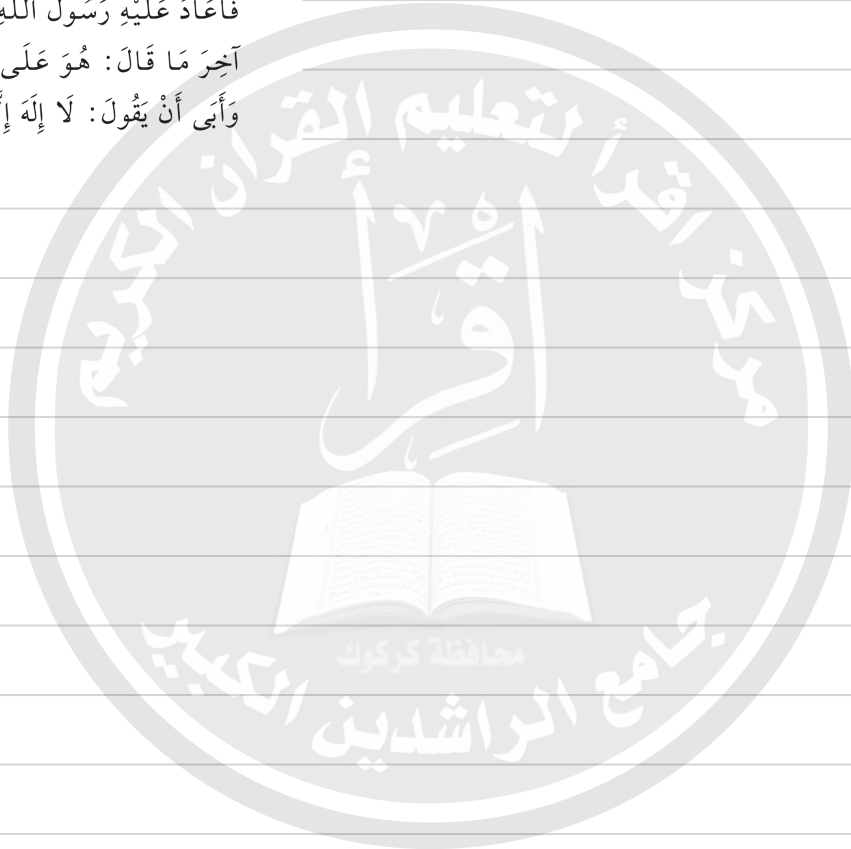 فَأَعَادَ عَلَيْهِ رَسُولُ اللَّهِ
آخِرَ مَا قَالَ: هُوَ عَلَى
وَأَبَى أَنْ يَقُولَ: لَا إِلَهَ
مركز اقرأ لتعليم القرآن الكريم
اقْرَأْ
محافظة كركوك
جامع الراشدين الكبير